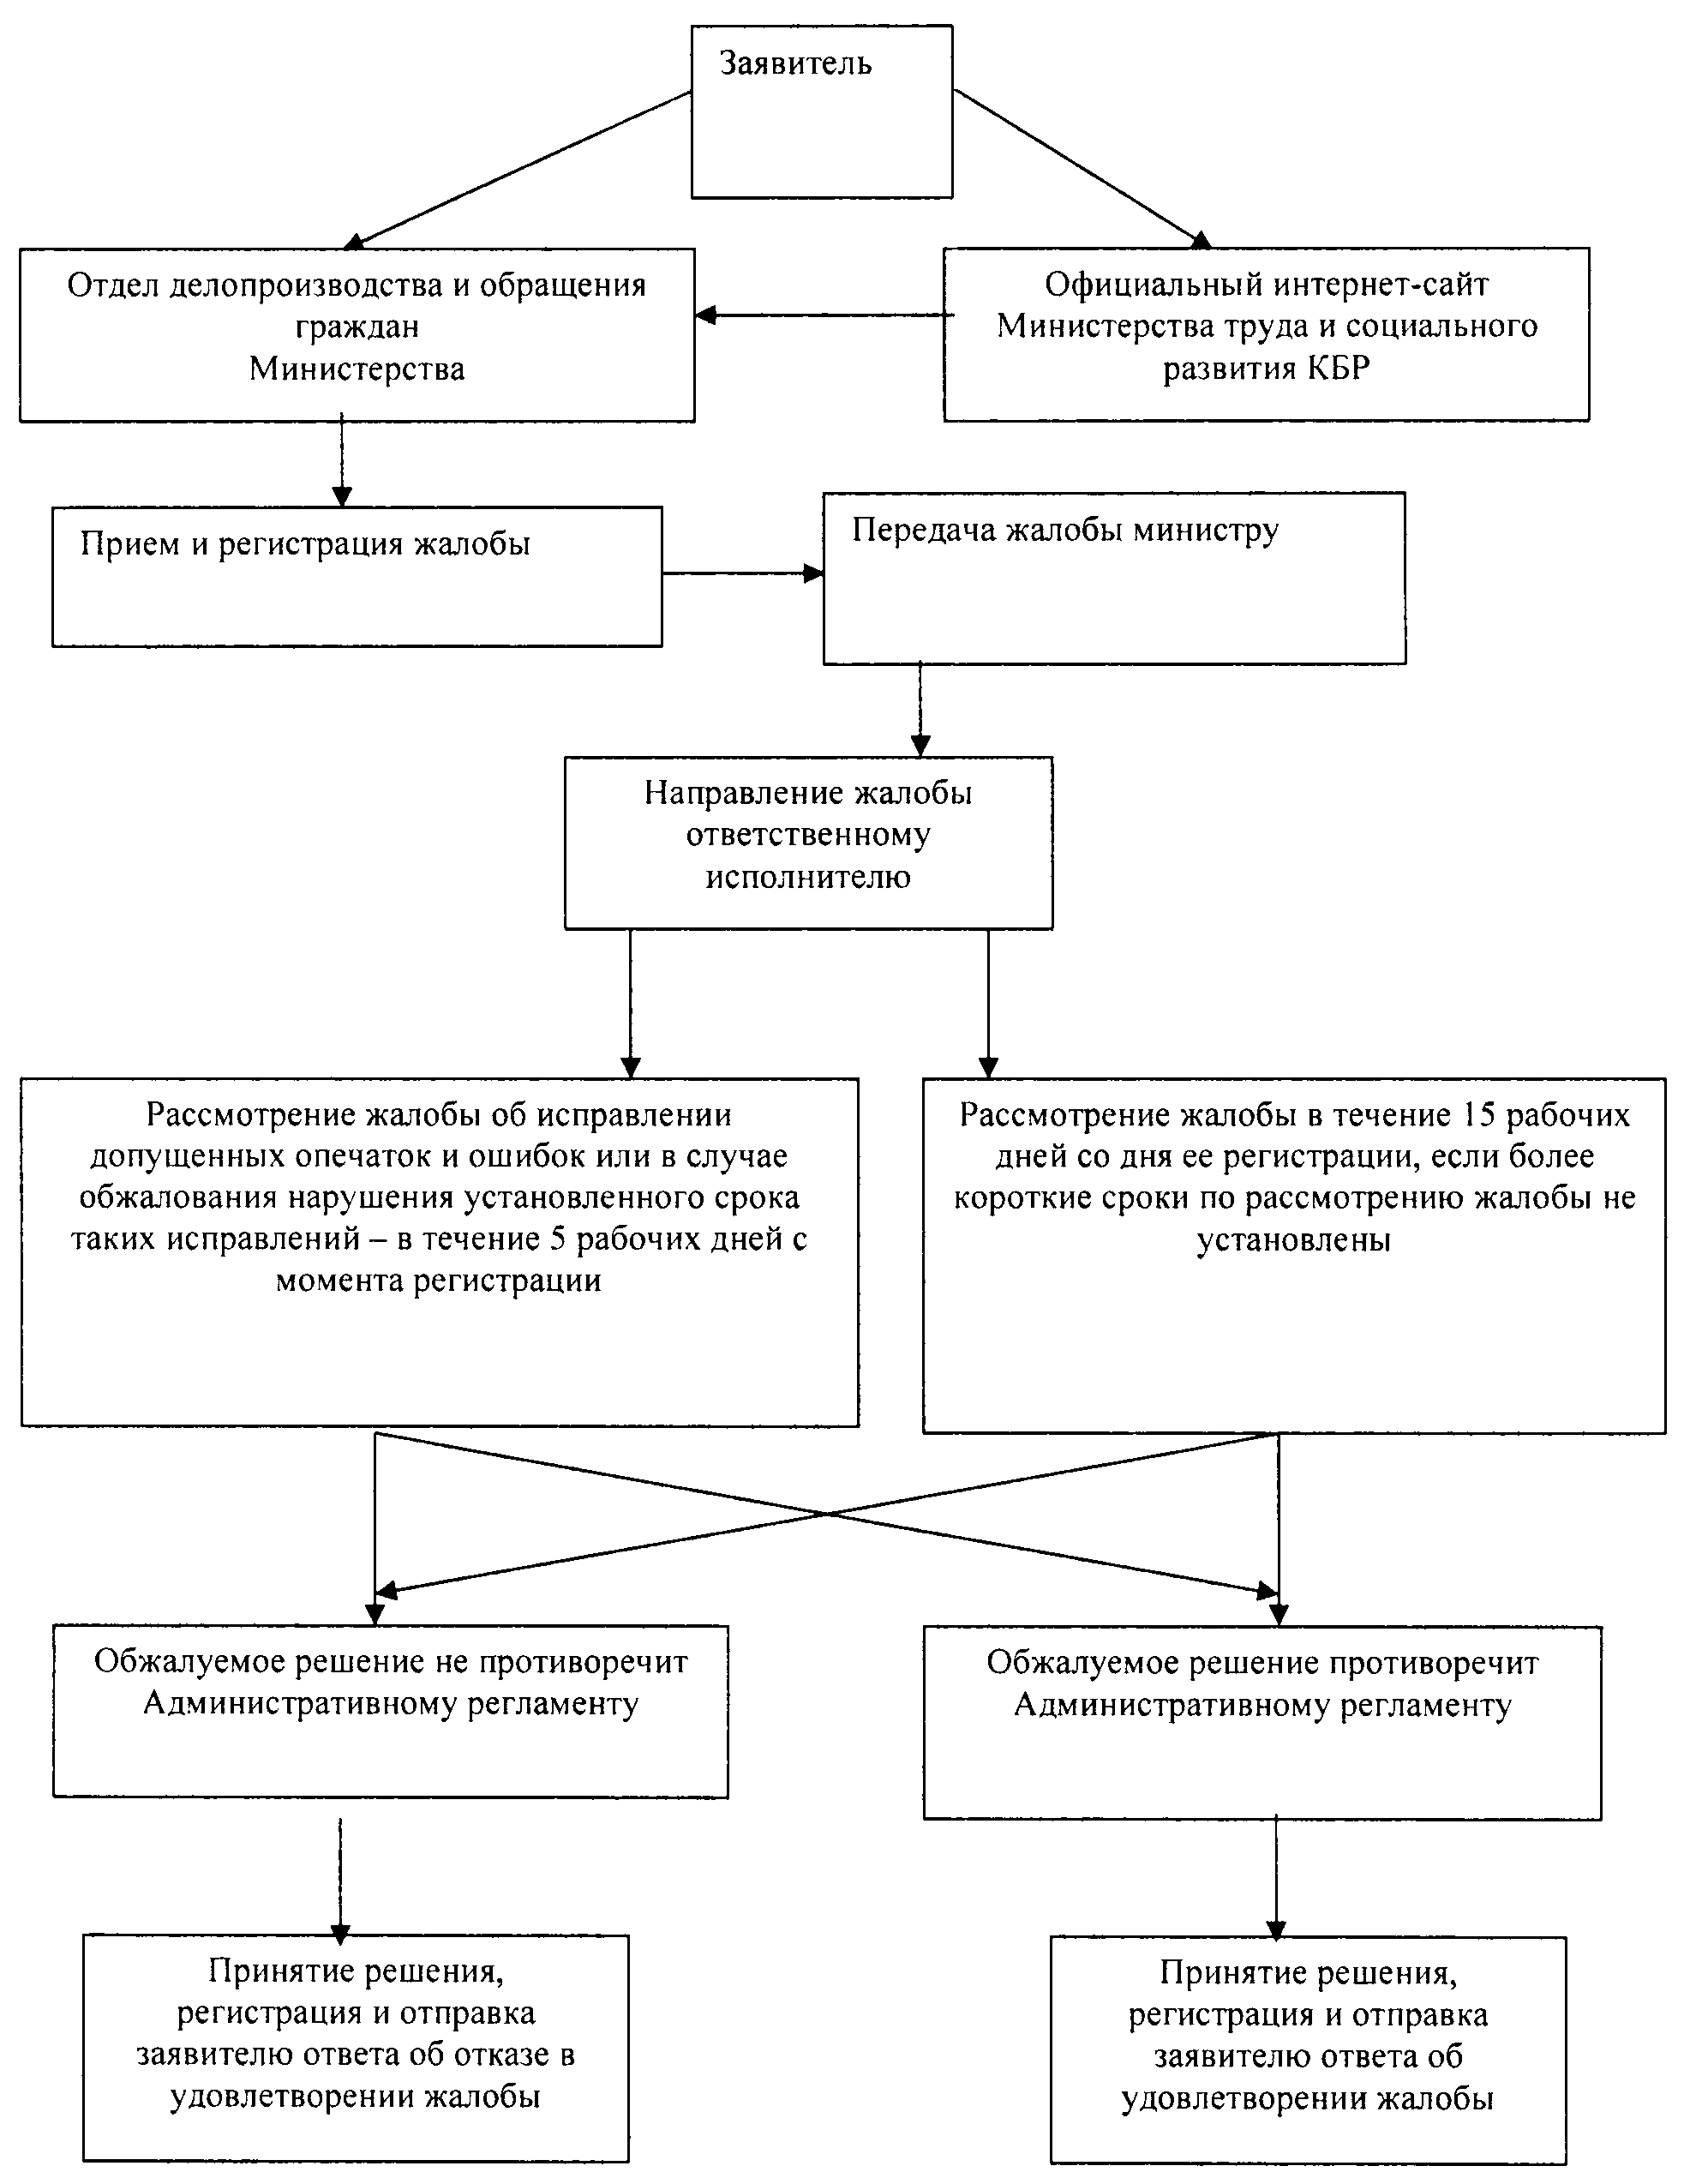 Заявитель
Отдел делопроизводства и обращения
граждан
Министерства
Официальный интернет-сайт
Министерства труда и социального
развития КБР
Прием и регистрация жалобы
Передача жалобы министру
Направление жалобы
ответственному
исполнителю
Рассмотрение жалобы об исправлении
допущенных опечаток и ошибок или в случае
обжалования нарушения установленного срока
таких исправлений – в течение 5 рабочих дней с
момента регистрации
Рассмотрение жалобы в течение 15 рабочих
дней со дня ее регистрации, если более
короткие сроки по рассмотрению жалобы не
установлены
Обжалуемое решение не противоречит
Административному регламенту
Обжалуемое решение противоречит
Административному регламенту
Принятие решения,
регистрация и отправка
заявителю ответа об отказе в
удовлетворении жалобы
Принятие решения,
регистрация и отправка
заявителю ответа об
удовлетворении жалобы